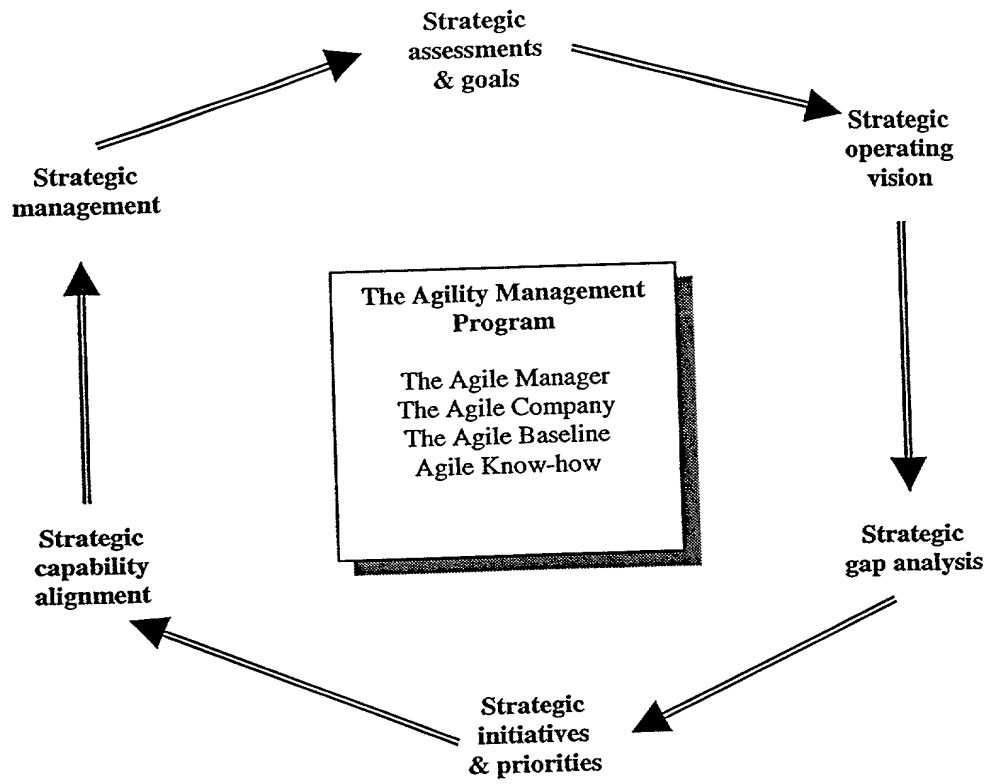 Strategic
assessments
& goals
Strategic
operating
vision
Strategic
management
The Agility Management
Program
The Agile Manager
The Agile Company
The Agile Baseline
Agile Know-how
Strategic
gap analysis
Strategic
capability
alignment
Strategic
initiatives
& priorities